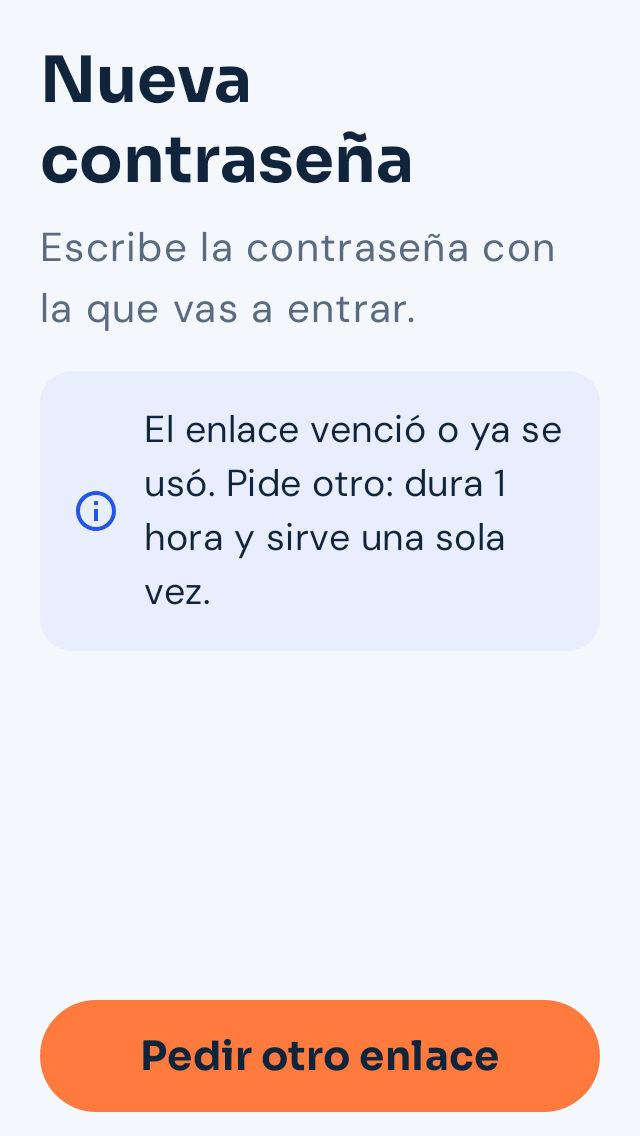 Nueva
contraseña
Escribe la contraseña con
la que vas a entrar.
El enlace venció o ya se
usó. Pide otro: dura 1
hora y sirve una sola
vez.
Pedir otro enlace